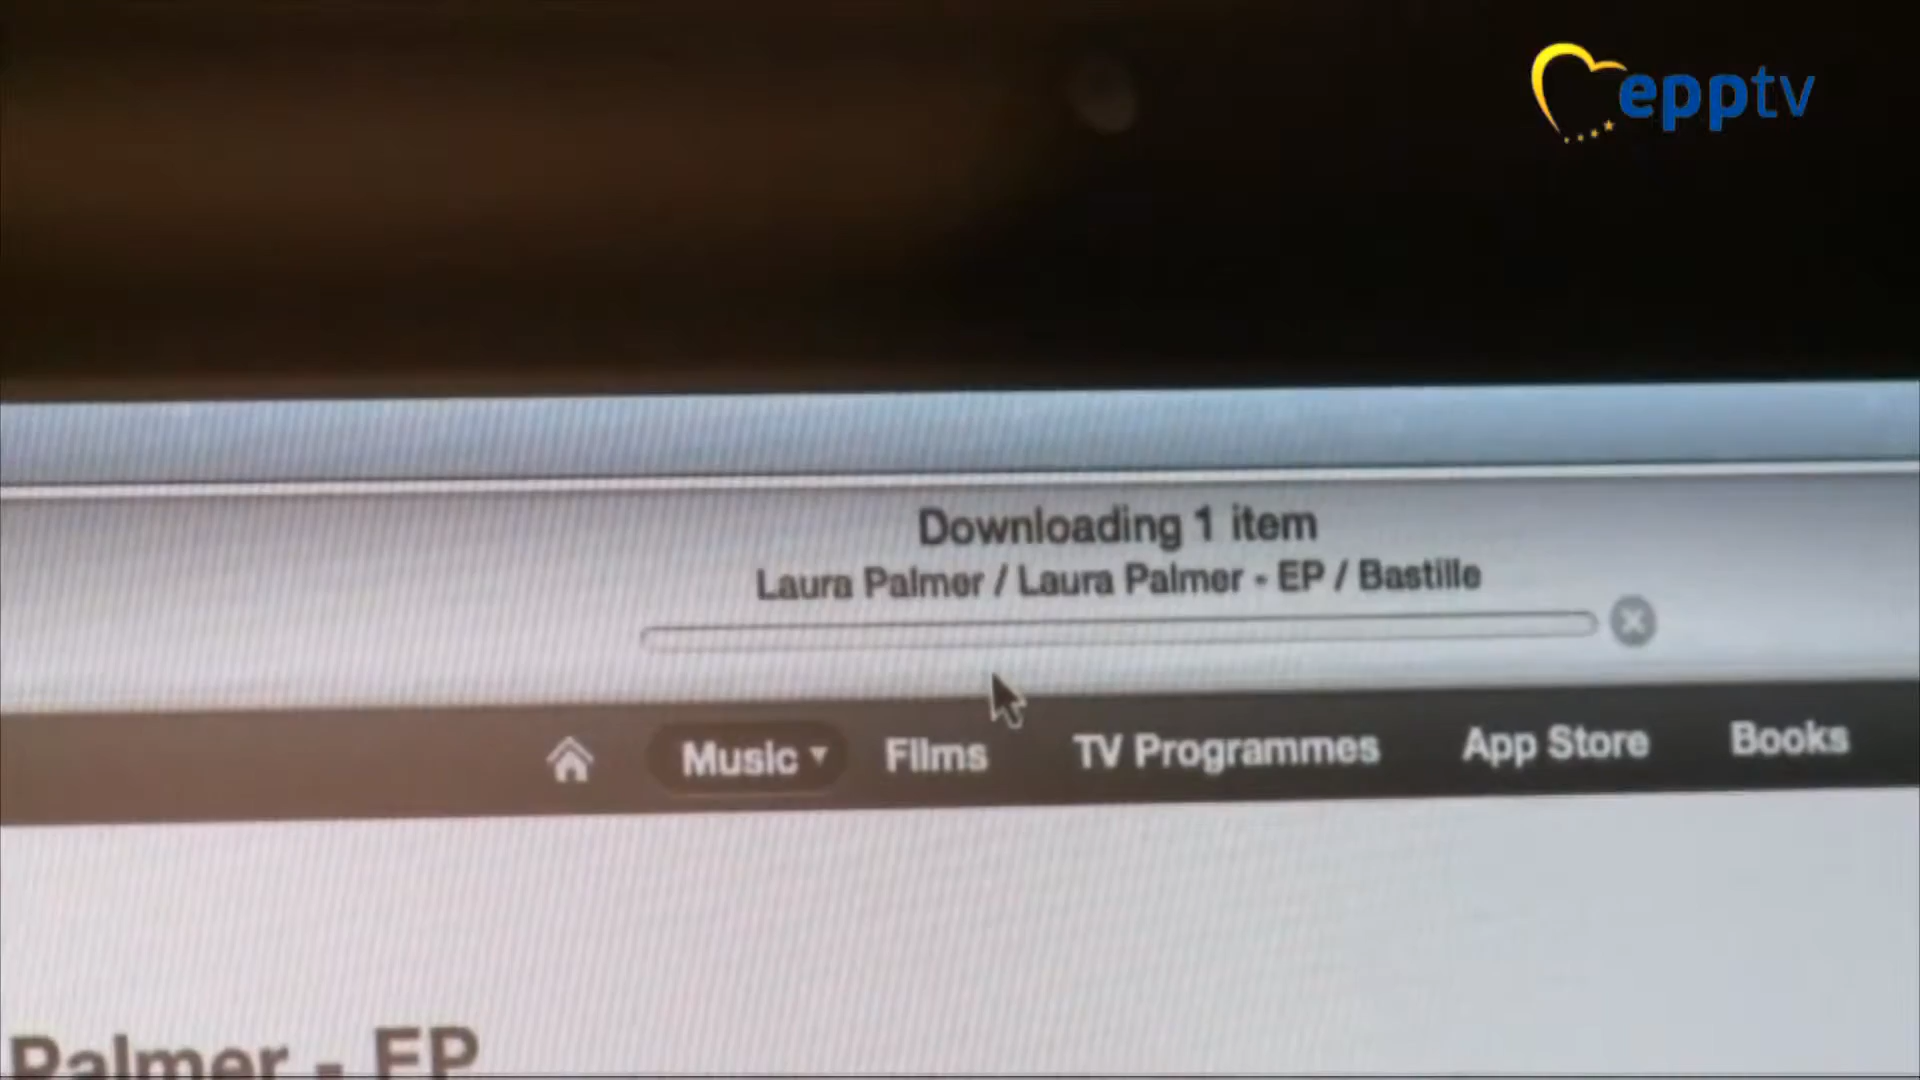 epptv
Downloading 1 item
Laura Palmer / Laura Palmer - EP / Bastille
Music Films TV Programmes App Store Books
Palmer - EP